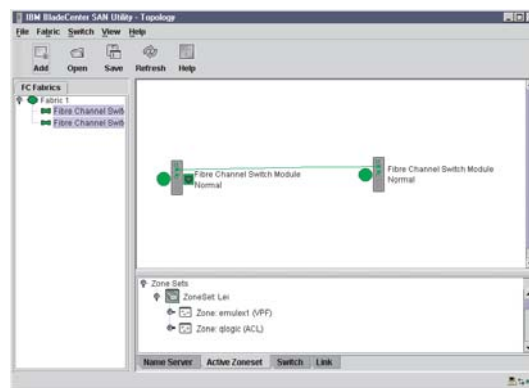 IBM BladeCenter SAN Utility - Topology
File Fabric Switch View Help
Add Open Save Refresh Help
FC Fabrics
Fabric 1
Fibre Channel Swit
Fibre Channel Swit
Fibre Channel Switch Module
Normal
Fibre Channel Switch Module
Normal
Zone Sets
ZoneSet: Lei
Zone: emulex1 (VPF)
Zone: qlogic (ACL)
Name Server Active Zoneset Switch Link